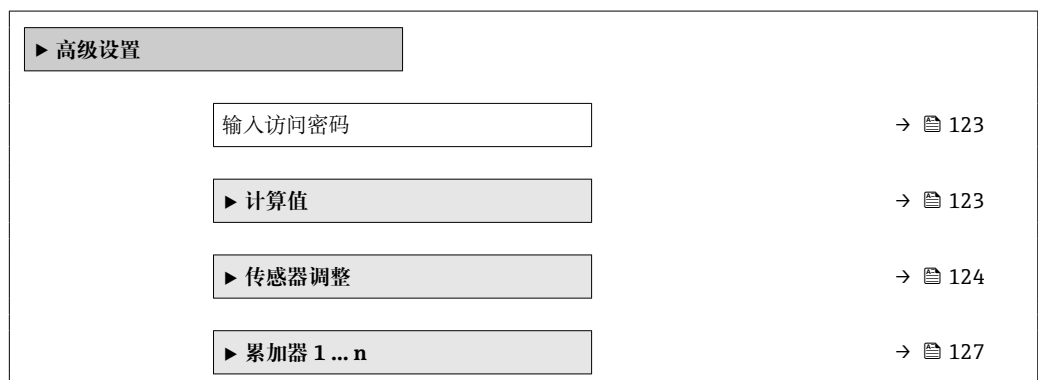 ▶ 高级设置
输入访问密码 → 🖹 123
▶ 计算值 → 🖹 123
▶ 传感器调整 → 🖹 124
▶ 累加器 1 … n → 🖹 127